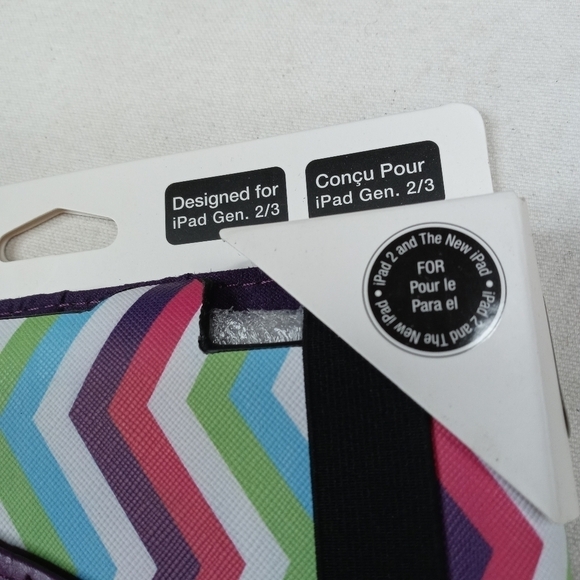 Designed for
iPad Gen. 2/3
Conçu Pour
iPad Gen. 2/3
• iPad 2 and The New iPad • iPad 2 and The New iPad
FOR
Pour le
Para el